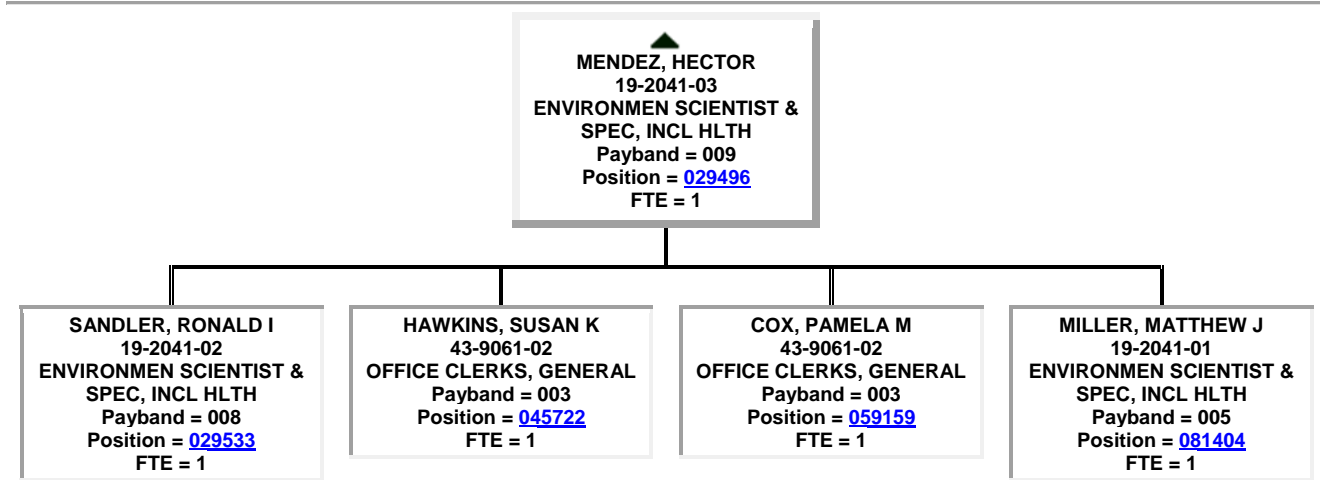 MENDEZ, HECTOR
19-2041-03
ENVIRONMEN SCIENTIST &
SPEC, INCL HLTH
Payband = 009
Position = 029496
FTE = 1
SANDLER, RONALD I
19-2041-02
ENVIRONMEN SCIENTIST &
SPEC, INCL HLTH
Payband = 008
Position = 029533
FTE = 1
HAWKINS, SUSAN K
43-9061-02
OFFICE CLERKS, GENERAL
Payband = 003
Position = 045722
FTE = 1
COX, PAMELA M
43-9061-02
OFFICE CLERKS, GENERAL
Payband = 003
Position = 059159
FTE = 1
MILLER, MATTHEW J
19-2041-01
ENVIRONMEN SCIENTIST &
SPEC, INCL HLTH
Payband = 005
Position = 081404
FTE = 1